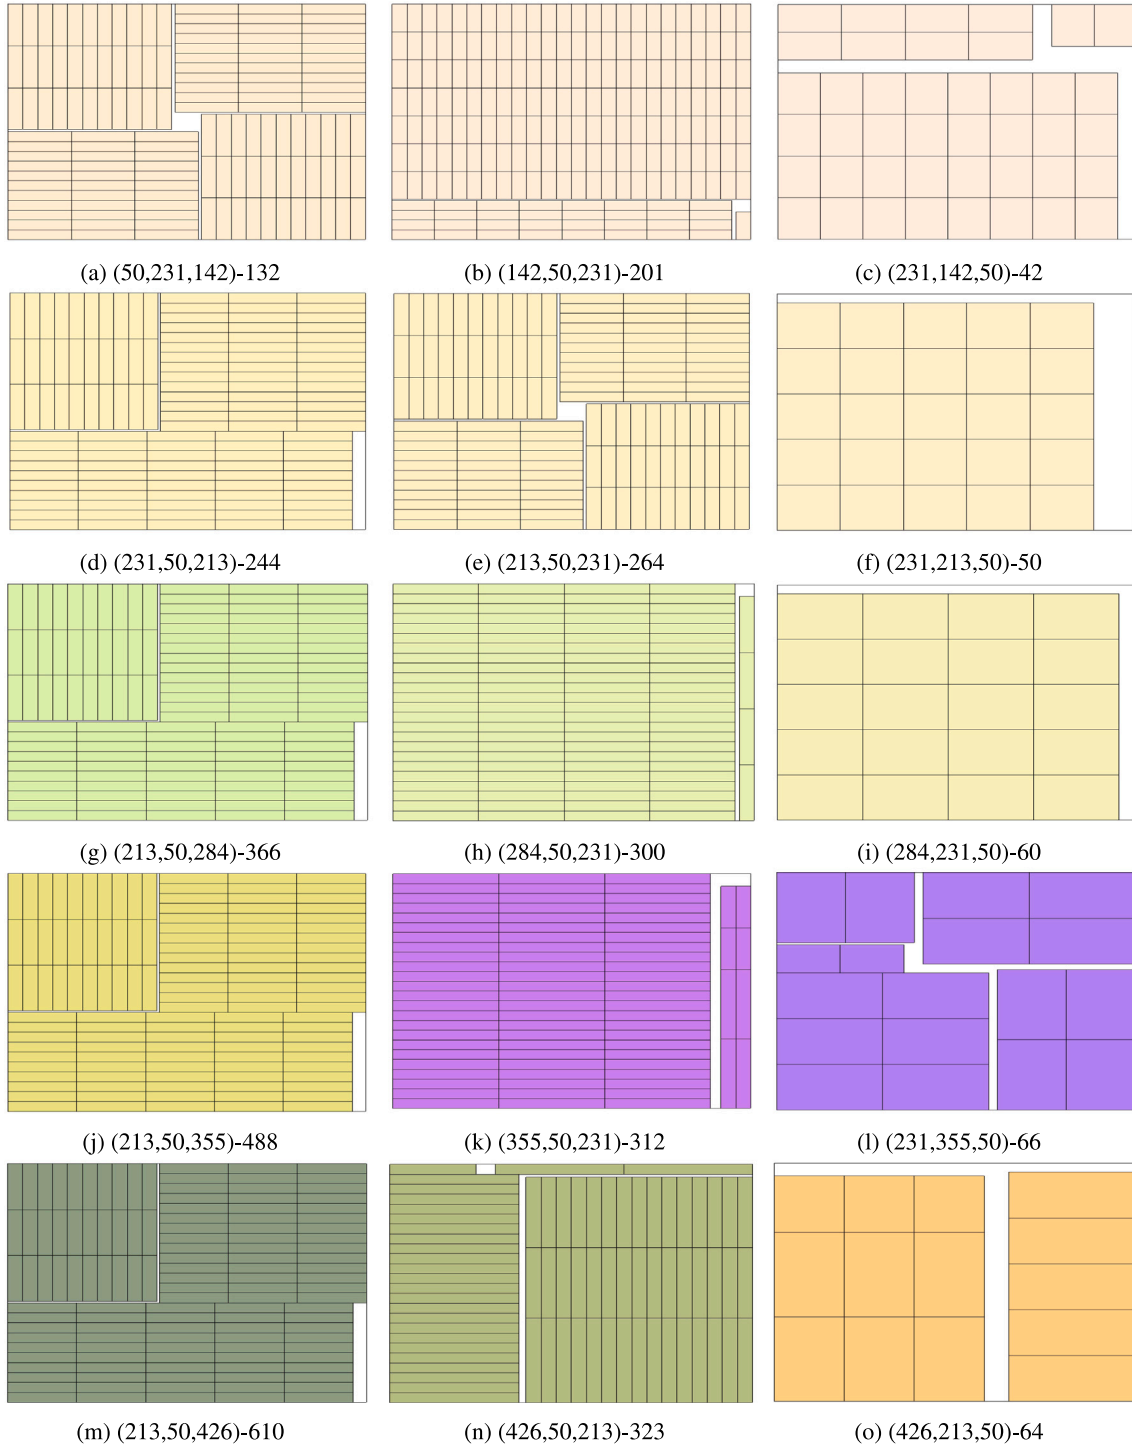 (a) (50,231,142)-132
(b) (142,50,231)-201
(c) (231,142,50)-42
(d) (231,50,213)-244
(e) (213,50,231)-264
(f) (231,213,50)-50
(g) (213,50,284)-366
(h) (284,50,231)-300
(i) (284,231,50)-60
(j) (213,50,355)-488
(k) (355,50,231)-312
(l) (231,355,50)-66
(m) (213,50,426)-610
(n) (426,50,213)-323
(o) (426,213,50)-64